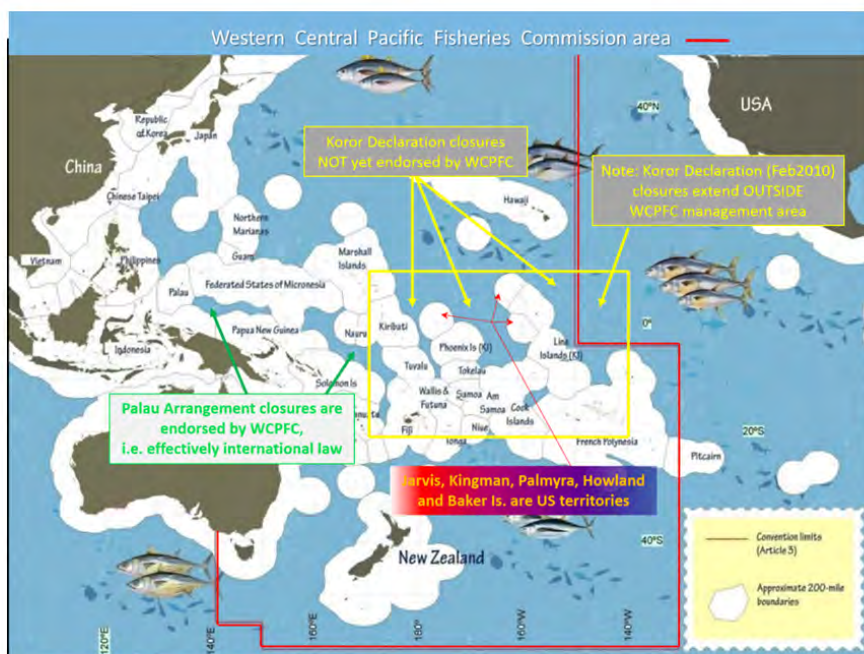 Western Central Pacific Fisheries Commission area
40°N
USA
Republic
of Korea
Japan
China
Koror Declaration closures
NOT yet endorsed by WCPFC
Note: Koror Declaration (Feb2010)
closures extend OUTSIDE
WCPFC management area
Chinese Taipei
Hawaii
Northern
Marianas
Guam
Marshall
Islands
Vietnam
Philippines
Palau
Federated States of Micronesia
0°
Papua New Guinea
Nauru
Kiribati
Phoenix Is (KI)
Line
Islands (KI)
Indonesia
Tuvalu
Tokelau
Solomon Is
Wallis &
Futuna
Samoa
Am
Samoa
Cook
Islands
Palau Arrangement closures are
endorsed by WCPFC,
i.e. effectively international law
Fiji
Niue
Tonga
French Polynesia
20°S
Pitcairn
Jarvis, Kingman, Palmyra, Howland
and Baker Is. are US territories
40°S
New Zealand
Convention limits
(Article 3)
Approximate 200-mile
boundaries
120°E
140°E
160°E
180°
160°W
140°W